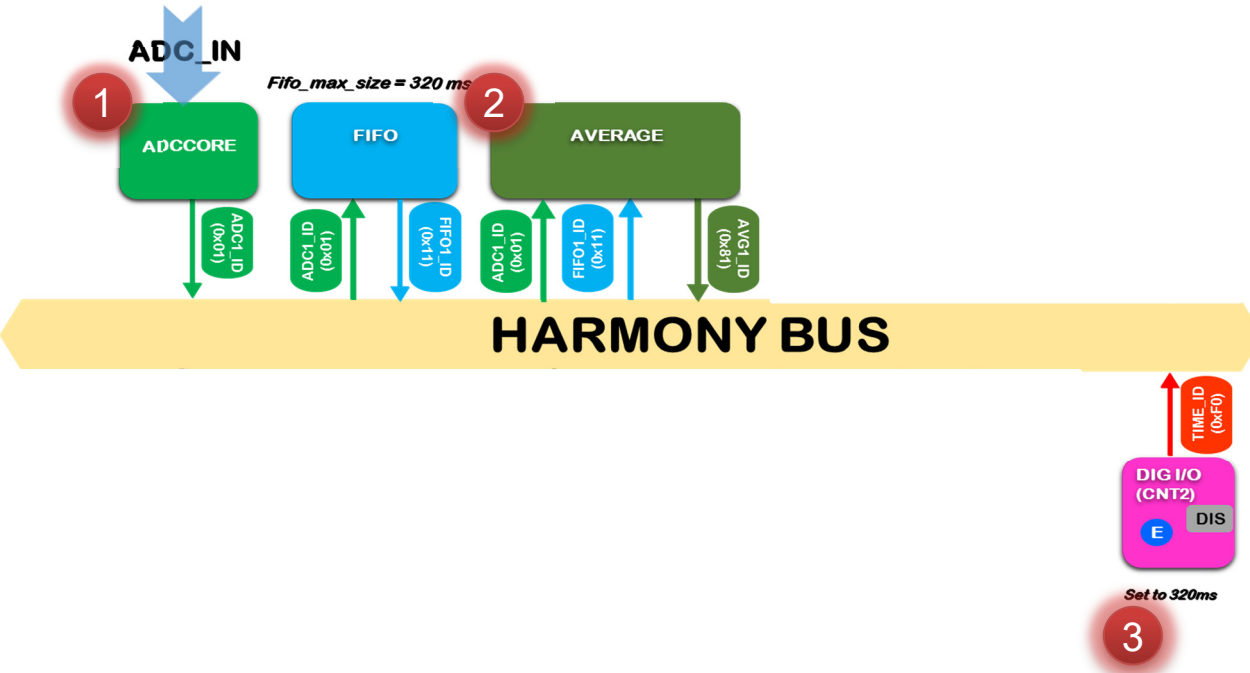 ADC_IN
1
Fifo_max_size = 320 ms
2
ADCCORE
FIFO
AVERAGE
ADC1_ID
(0x01)
ADC1_ID
(0x01)
FIFO1_ID
(0x11)
ADC1_ID
(0x01)
FIFO1_ID
(0x11)
AVG1_ID
(0x81)
HARMONY BUS
TIME_ID
(0xF0)
DIG I/O
(CNT2)
DIS
E
Set to 320ms
3